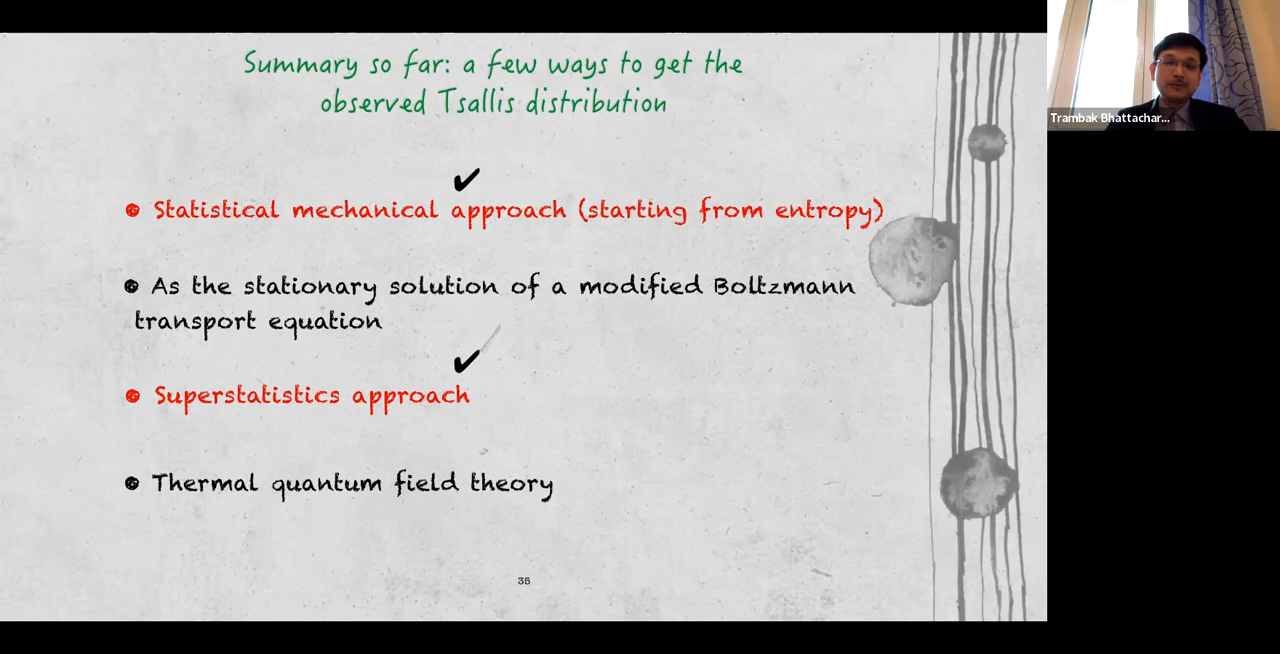 Summary so far: a few ways to get the
observed Tsallis distribution
✔
Statistical mechanical approach (starting from entropy)
As the stationary solution of a modified Boltzmann
transport equation
✔
Superstatistics approach
Thermal quantum field theory
35
Trambak Bhattachar...